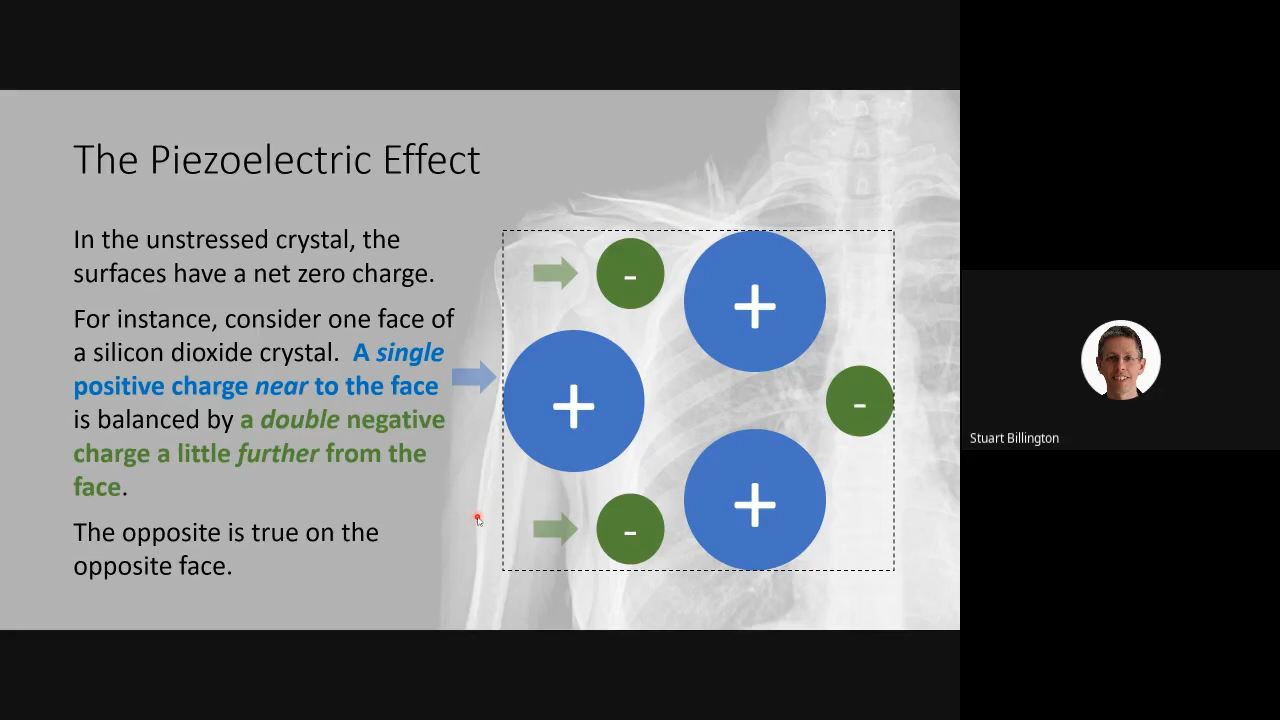 The Piezoelectric Effect
In the unstressed crystal, the
surfaces have a net zero charge.
For instance, consider one face of
a silicon dioxide crystal. A single
positive charge near to the face
is balanced by a double negative
charge a little further from the
face.
The opposite is true on the
opposite face.
-
+
+
-
-
+
Stuart Billington